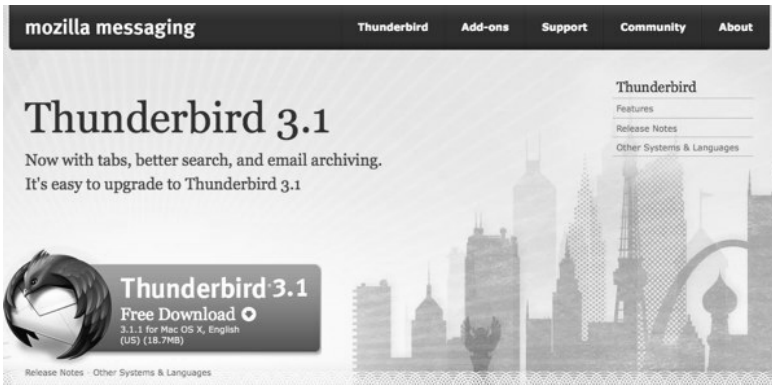 mozilla messaging
Thunderbird Add-ons Support Community About
Thunderbird 3.1
Now with tabs, better search, and email archiving.
It's easy to upgrade to Thunderbird 3.1
Thunderbird
Features
Release Notes
Other Systems & Languages
Thunderbird 3.1
Free Download
3.1.1 for Mac OS X, English
(US) (18.7MB)
Release Notes · Other Systems & Languages